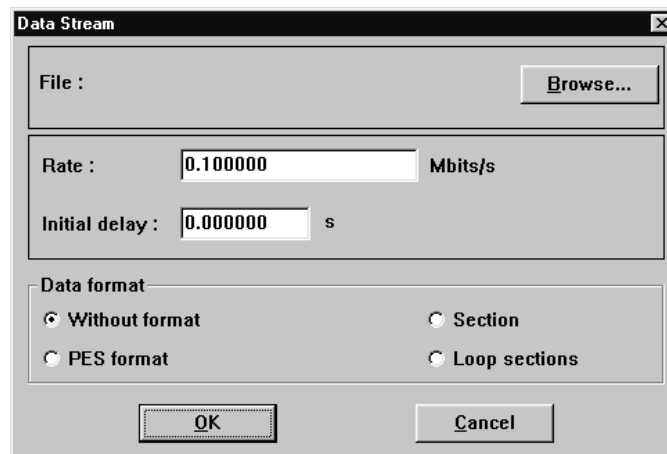 Data Stream
File :
Browse...
Rate :
0.100000
Mbits/s
Initial delay :
0.000000
s
Data format
Without format
Section
PES format
Loop sections
OK
Cancel